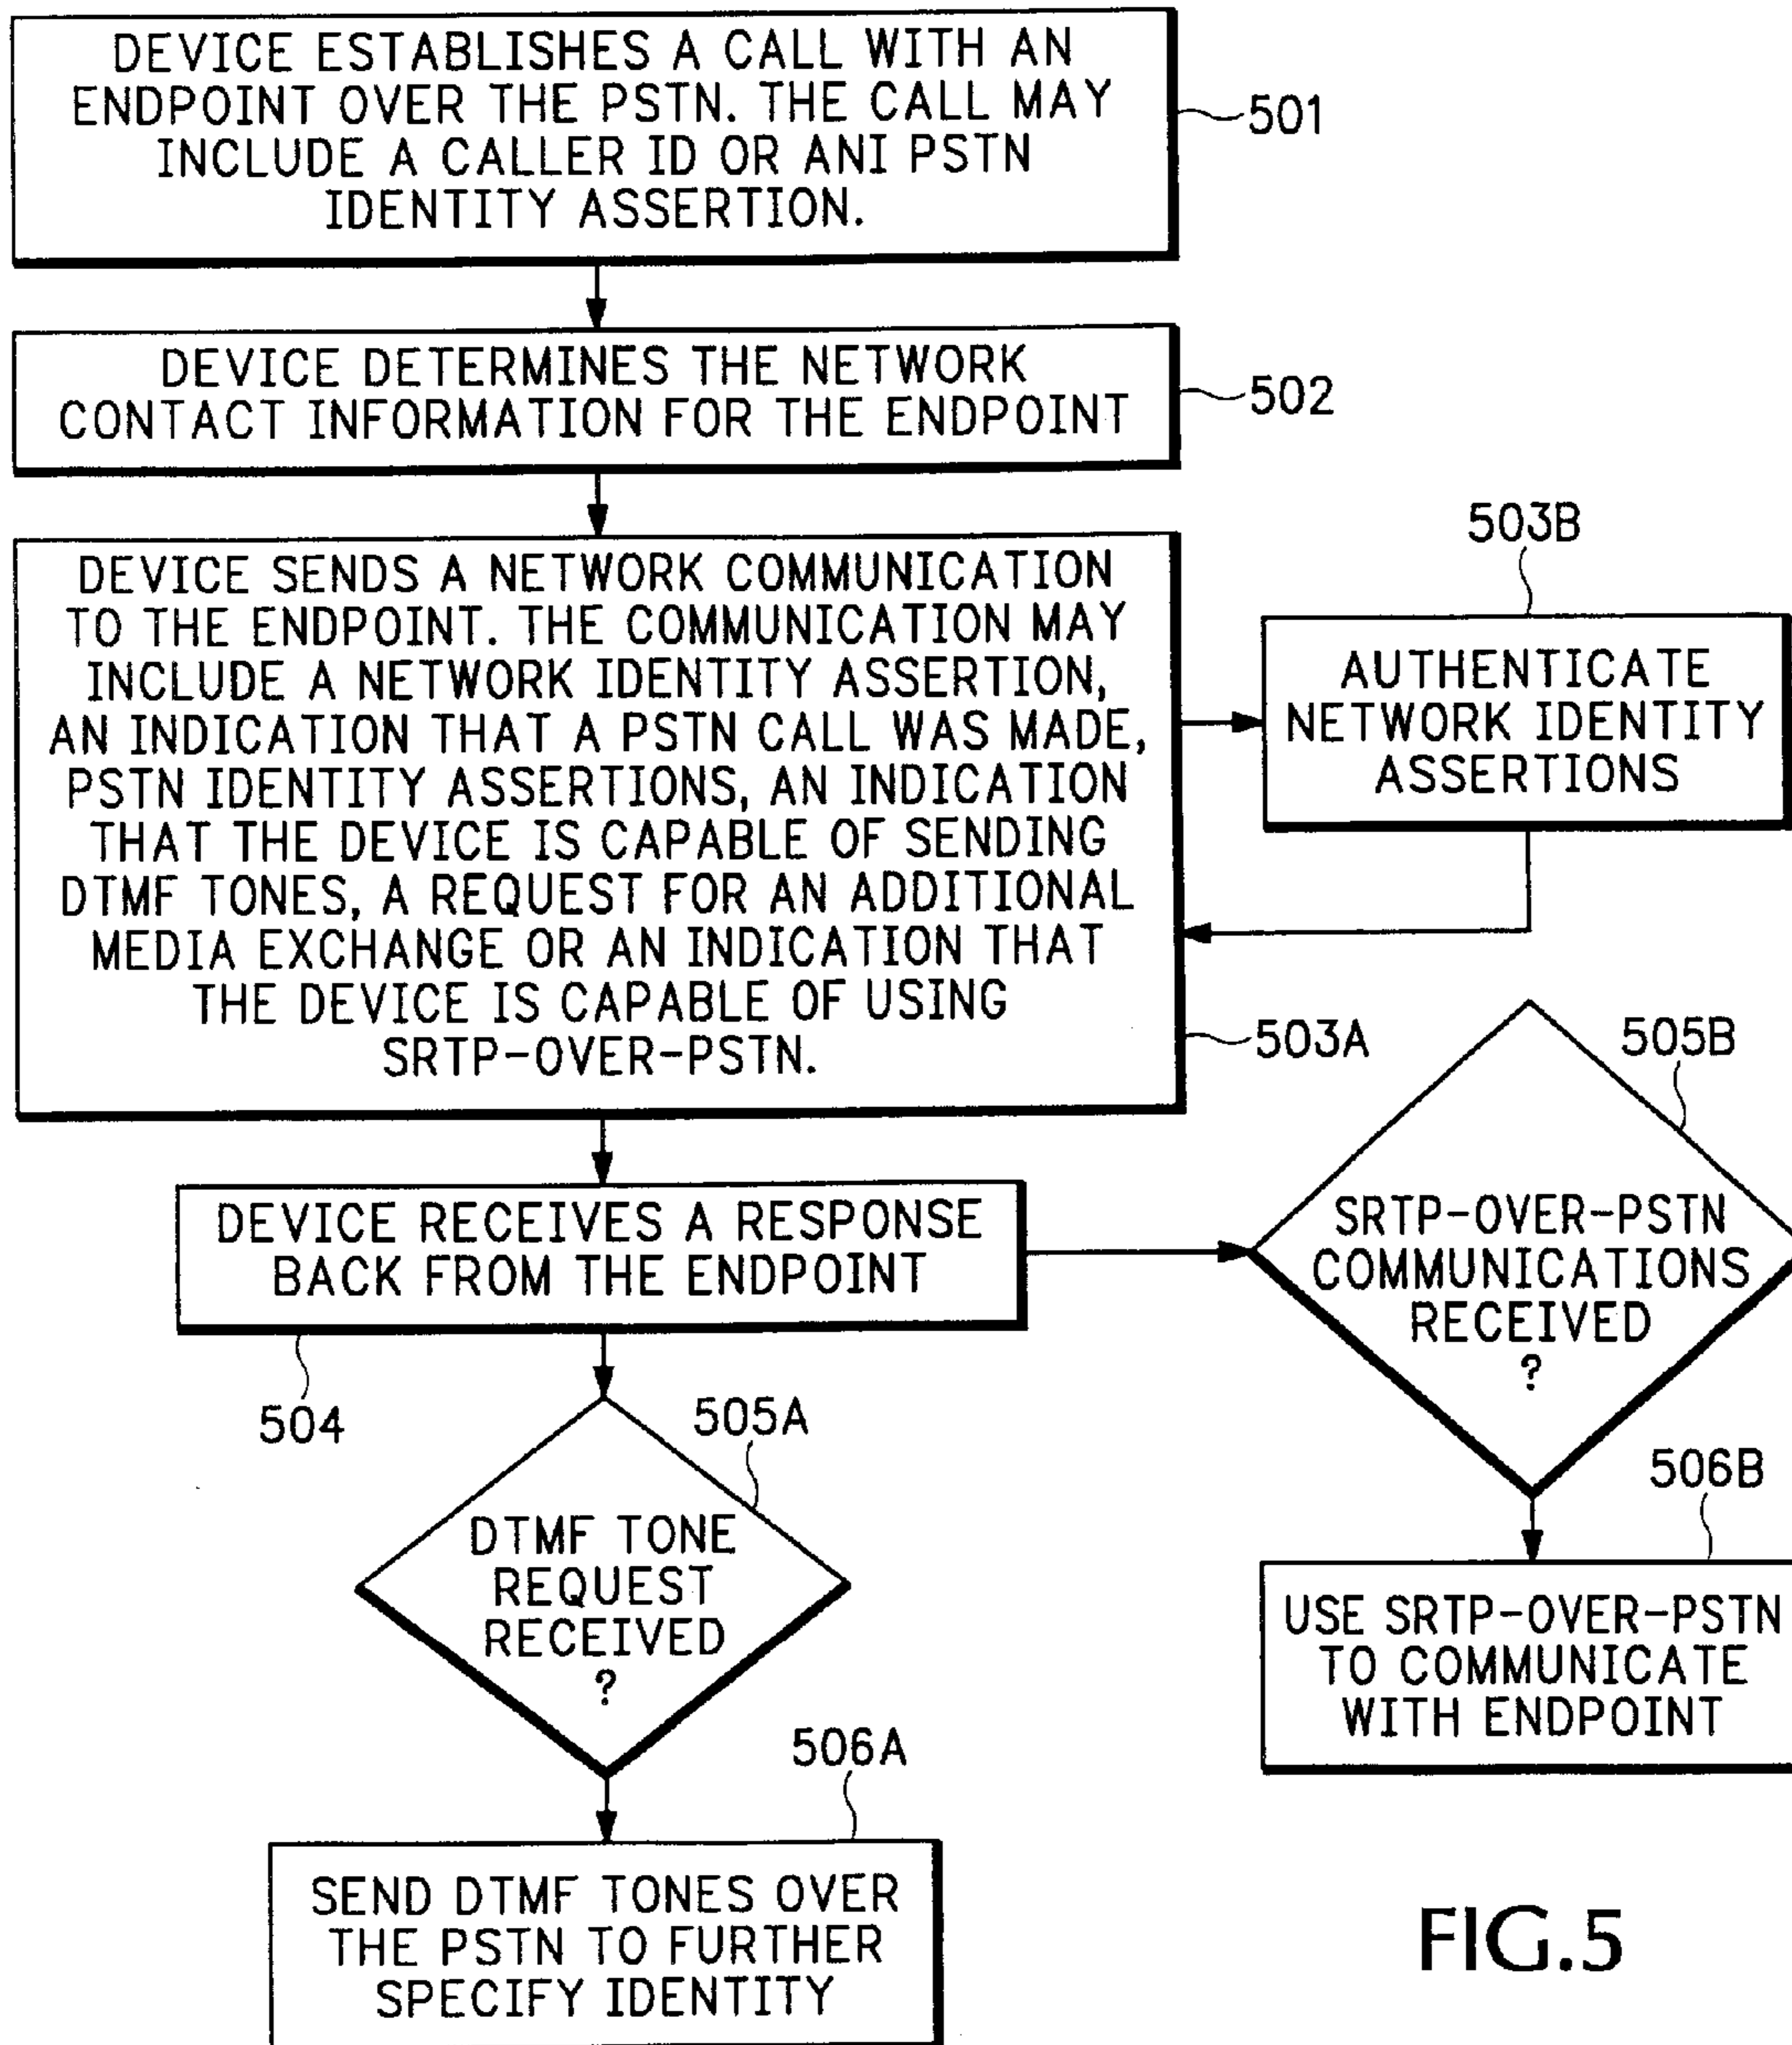 DEVICE ESTABLISHES A CALL WITH AN
ENDPOINT OVER THE PSTN. THE CALL MAY
INCLUDE A CALLER ID OR ANI PSTN
IDENTITY ASSERTION.
501
DEVICE DETERMINES THE NETWORK
CONTACT INFORMATION FOR THE ENDPOINT
502
DEVICE SENDS A NETWORK COMMUNICATION
TO THE ENDPOINT. THE COMMUNICATION MAY
INCLUDE A NETWORK IDENTITY ASSERTION,
AN INDICATION THAT A PSTN CALL WAS MADE,
PSTN IDENTITY ASSERTIONS, AN INDICATION
THAT THE DEVICE IS CAPABLE OF SENDING
DTMF TONES, A REQUEST FOR AN ADDITIONAL
MEDIA EXCHANGE OR AN INDICATION THAT
THE DEVICE IS CAPABLE OF USING
SRTP-OVER-PSTN.
503A
503B
AUTHENTICATE
NETWORK IDENTITY
ASSERTIONS
DEVICE RECEIVES A RESPONSE
BACK FROM THE ENDPOINT
504
505B
SRTP-OVER-PSTN
COMMUNICATIONS
RECEIVED
?
505A
DTMF TONE
REQUEST
RECEIVED
?
506B
USE SRTP-OVER-PSTN
TO COMMUNICATE
WITH ENDPOINT
506A
SEND DTMF TONES OVER
THE PSTN TO FURTHER
SPECIFY IDENTITY
FIG.5